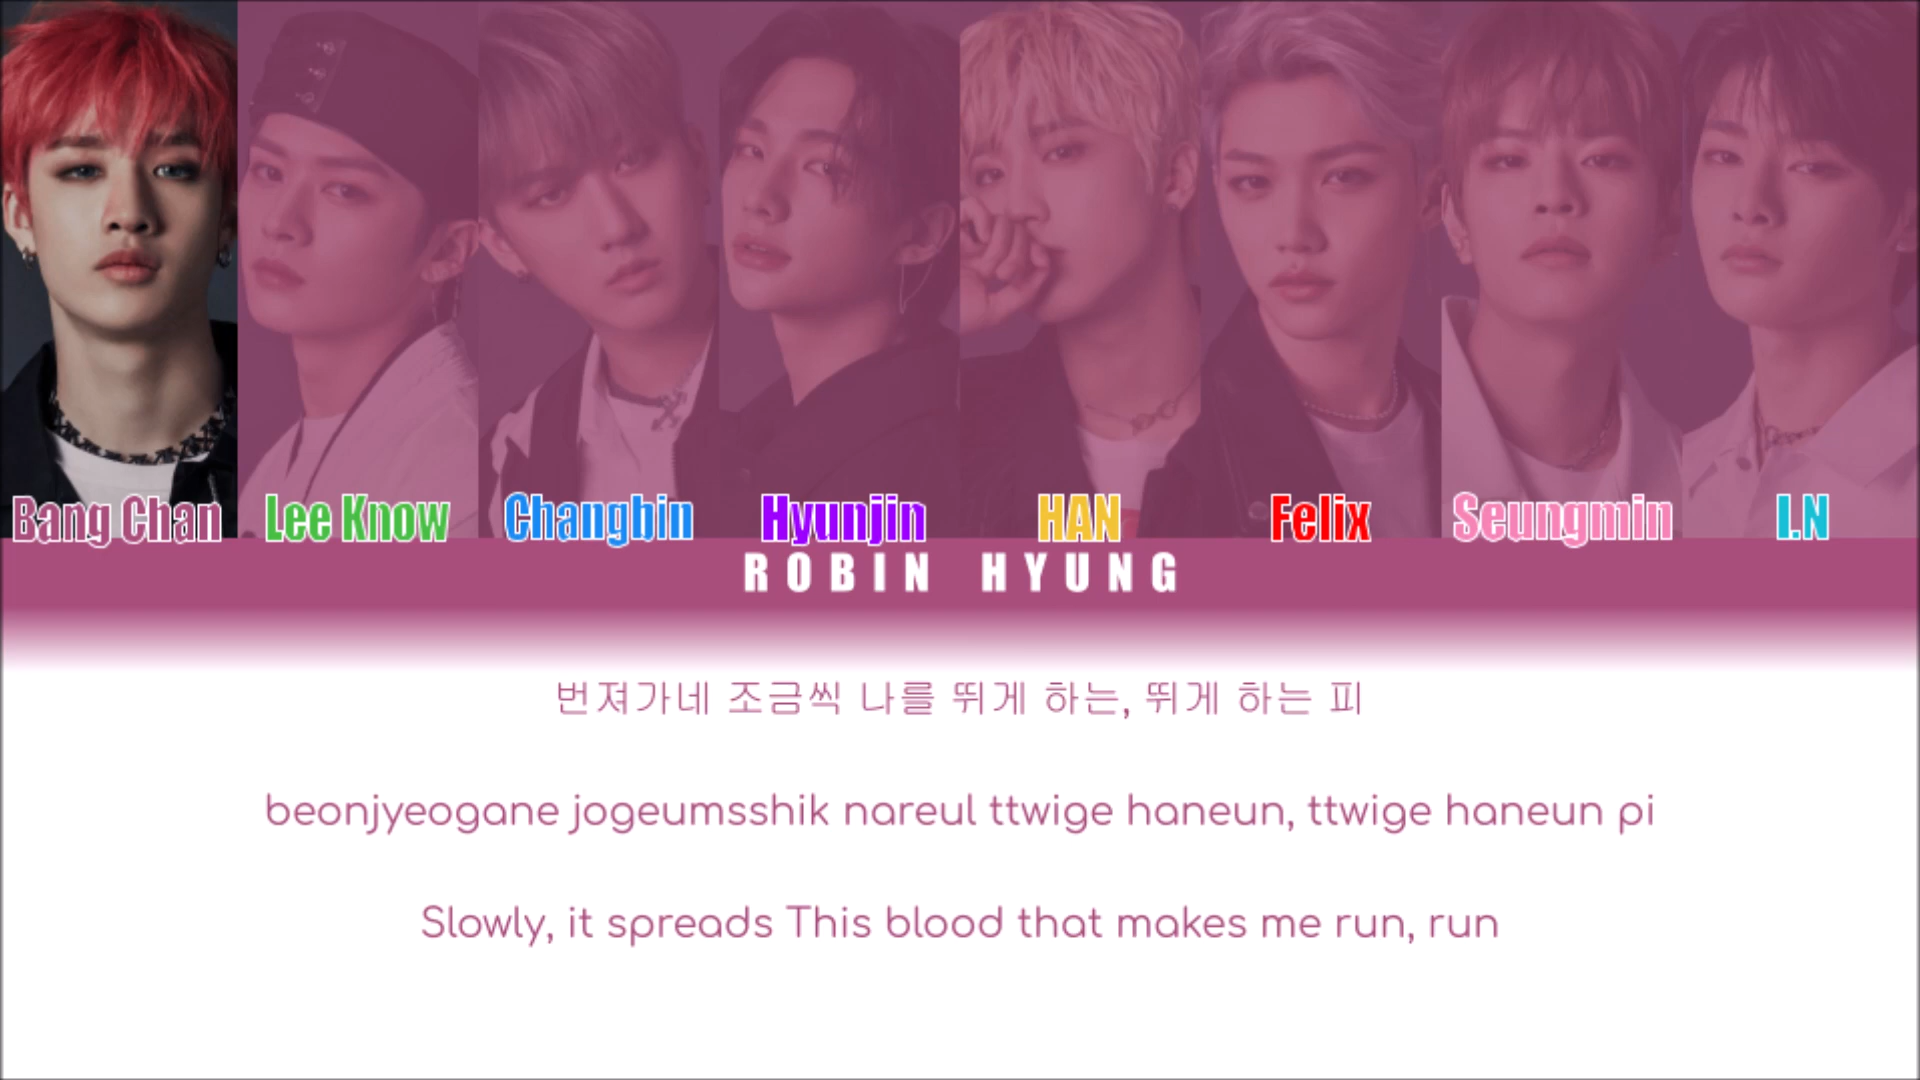 Bang Chan Lee Know Changbin Hyunjin HAN Felix Seungmin I.N
ROBIN HYUNG
번져가네 조금씩 나를 뛰게 하는, 뛰게 하는 피
beonjyeogane jogeumsshik nareul ttwige haneun, ttwige haneun pi
Slowly, it spreads This blood that makes me run, run